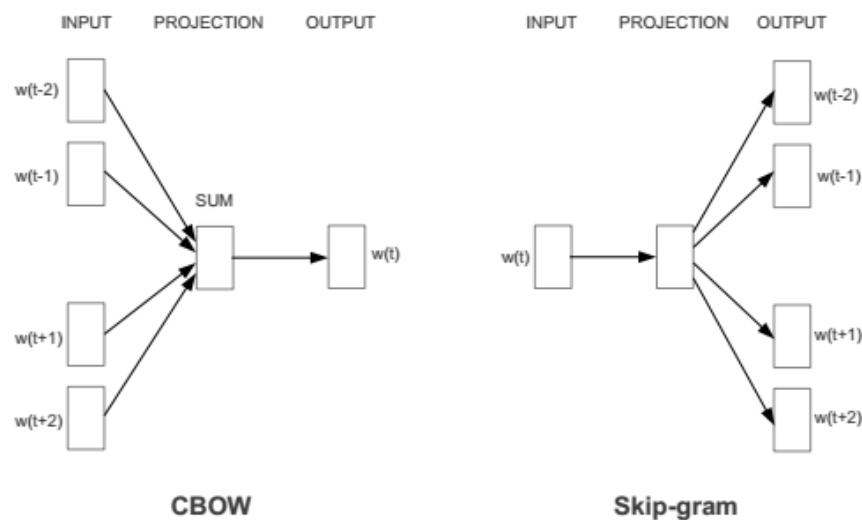 INPUT PROJECTION OUTPUT
w(t-2)
w(t-1)
SUM
w(t)
w(t+1)
w(t+2)
CBOW
INPUT PROJECTION OUTPUT
w(t-2)
w(t-1)
w(t)
w(t+1)
w(t+2)
Skip-gram